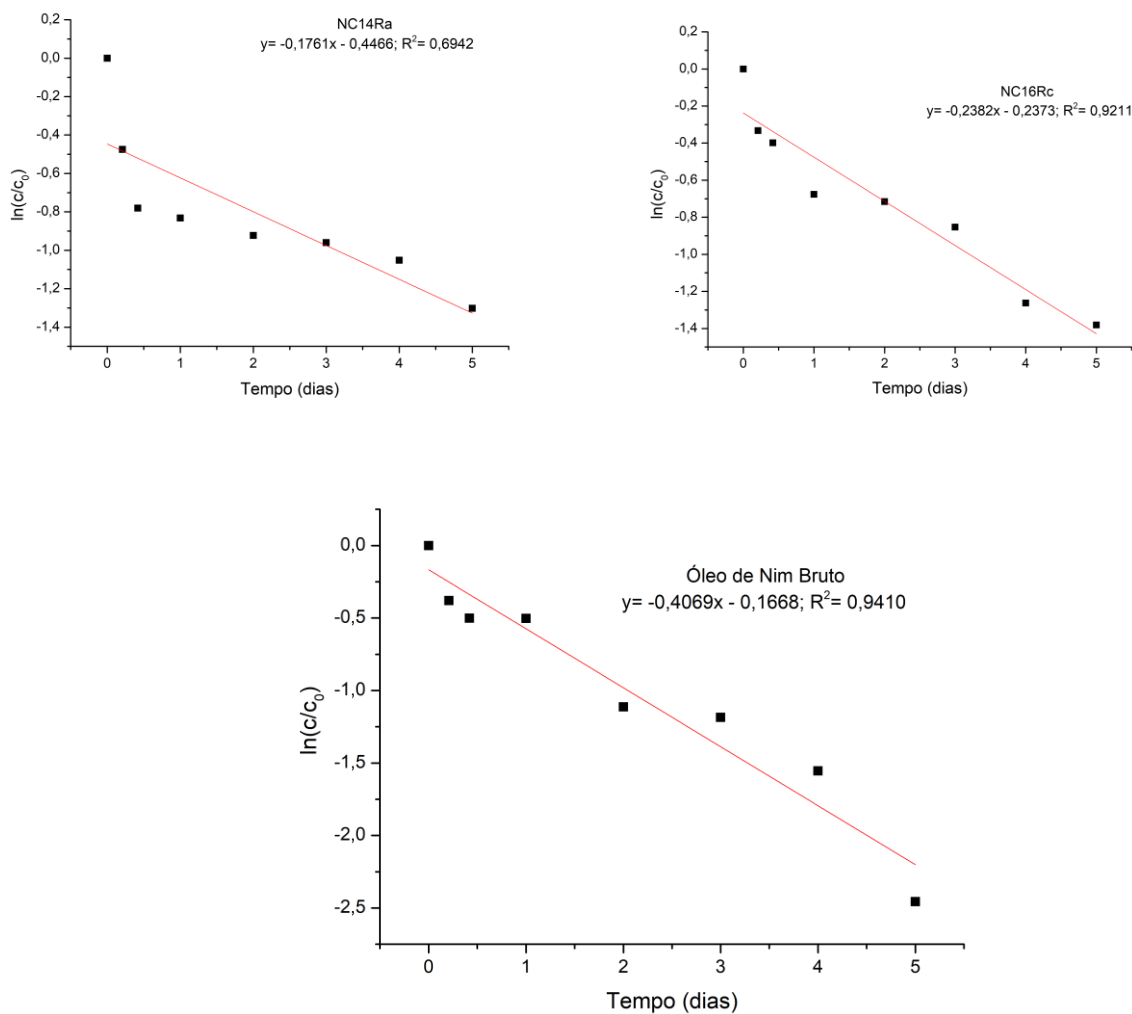 NC14Ra
y= -0,1761x - 0,4466; R²= 0,6942
0,2
0,0
-0,2
-0,4
-0,6
-0,8
-1,0
-1,2
-1,4
ln(c/c₀)
0 1 2 3 4 5
Tempo (dias)
NC16Rc
y= -0,2382x - 0,2373; R²= 0,9211
0,2
0,0
-0,2
-0,4
-0,6
-0,8
-1,0
-1,2
-1,4
ln(c/c₀)
0 1 2 3 4 5
Tempo (dias)
Óleo de Nim Bruto
y= -0,4069x - 0,1668; R²= 0,9410
0,0
-0,5
-1,0
-1,5
-2,0
-2,5
ln(c/c₀)
0 1 2 3 4 5
Tempo (dias)